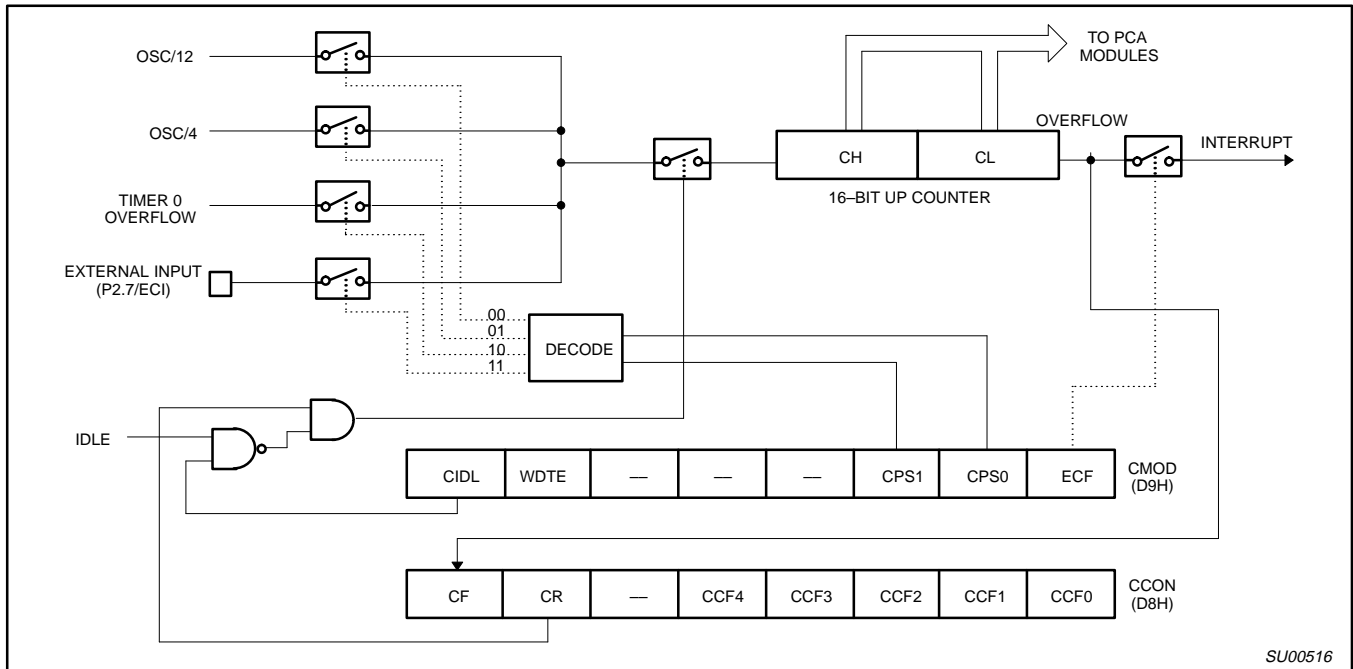 OSC/12
TO PCA
MODULES
OSC/4
OVERFLOW
INTERRUPT
CH
CL
16–BIT UP COUNTER
TIMER 0
OVERFLOW
EXTERNAL INPUT
(P2.7/ECI)
00
01
10
11
DECODE
IDLE
CIDL WDTE –– –– –– CPS1 CPS0 ECF
CMOD
(D9H)
CF CR –– CCF4 CCF3 CCF2 CCF1 CCF0
CCON
(D8H)
SU00516